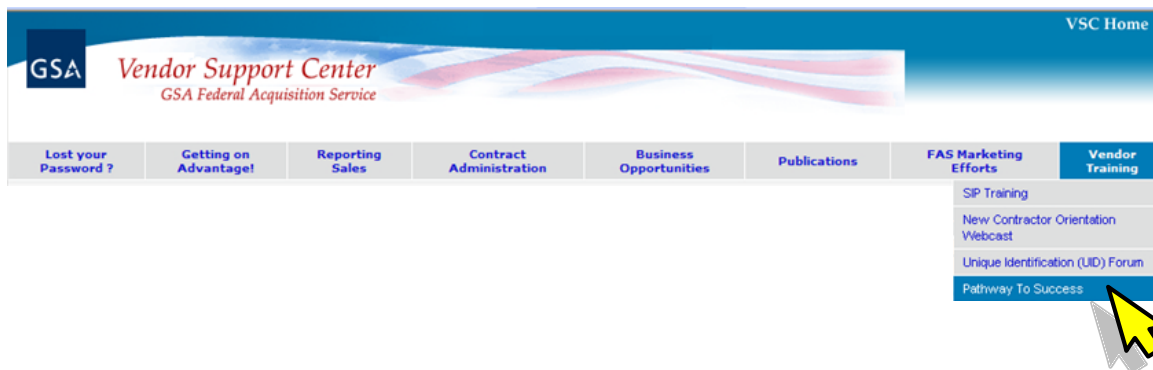 VSC Home
GSA
Vendor Support Center
GSA Federal Acquisition Service
Lost your
Password ?
Getting on
Advantage!
Reporting
Sales
Contract
Administration
Business
Opportunities
Publications
FAS Marketing
Efforts
Vendor
Training
SIP Training
New Contractor Orientation
Webcast
Unique Identification (UID) Forum
Pathway To Success